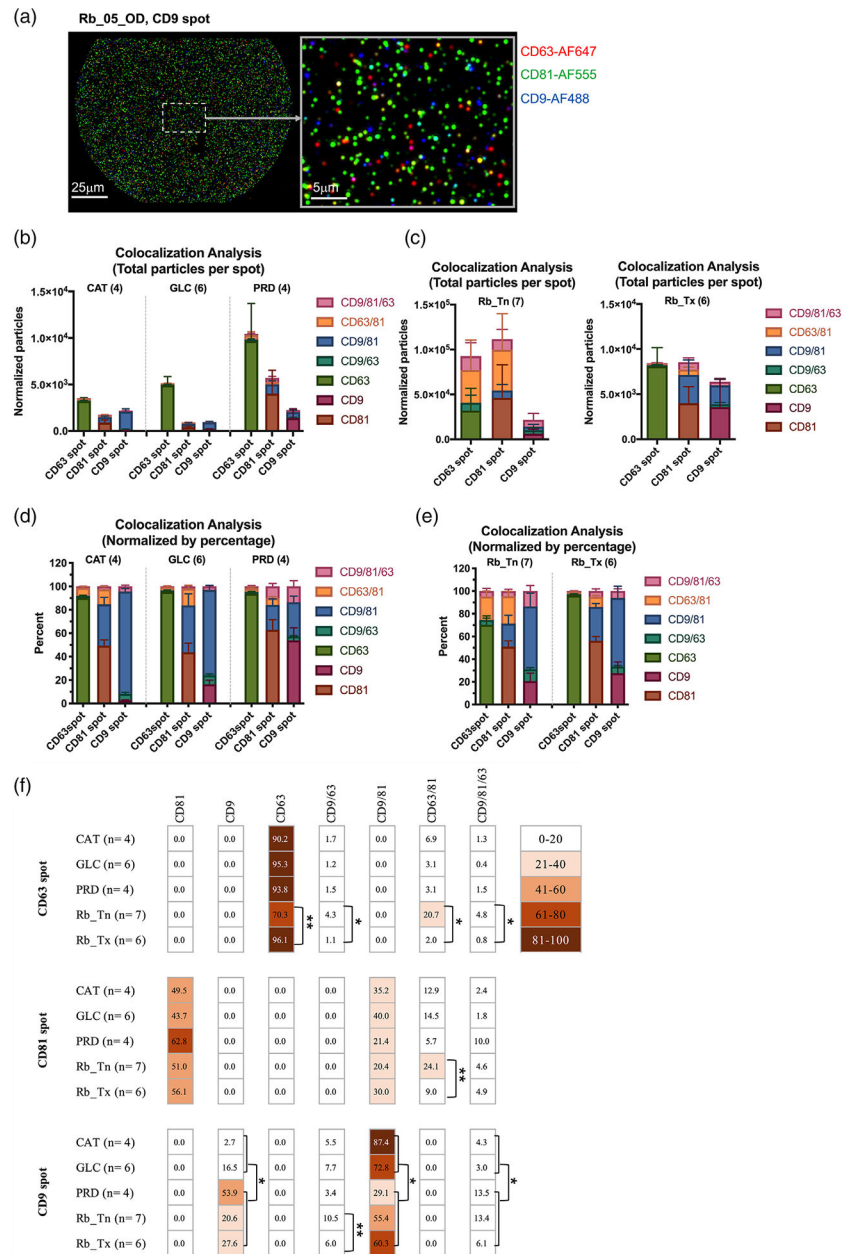 (a)
Rb_05_OD, CD9 spot
CD63-AF647
CD81-AF555
CD9-AF488
25μm
5μm
(b)
Colocalization Analysis
(Total particles per spot)
CAT (4) GLC (6) PRD (4)
Normalized particles
1.5×10⁴
1.0×10⁴
5.0×10³
0.0
CD63 spot
CD81 spot
CD9 spot
CD63 spot
CD81 spot
CD9 spot
CD63 spot
CD81 spot
CD9 spot
CD9/81/63
CD63/81
CD9/81
CD9/63
CD63
CD9
CD81
(c)
Colocalization Analysis
(Total particles per spot)
Rb_Tn (7)
Normalized particles
1.5×10⁵
1.0×10⁵
5.0×10⁴
0.0
CD63 spot
CD81 spot
CD9 spot
Colocalization Analysis
(Total particles per spot)
Rb_Tx (6)
Normalized particles
1.5×10⁴
1.0×10⁴
5.0×10³
0.0
CD63 spot
CD81 spot
CD9 spot
CD9/81/63
CD63/81
CD9/81
CD9/63
CD63
CD9
CD81
(d)
Colocalization Analysis
(Normalized by percentage)
CAT (4) GLC (6) PRD (4)
Percent
120
100
80
60
40
20
0
CD63spot
CD81 spot
CD9 spot
CD63spot
CD81 spot
CD9 spot
CD63spot
CD81 spot
CD9 spot
CD9/81/63
CD63/81
CD9/81
CD9/63
CD63
CD9
CD81
(e)
Colocalization Analysis
(Normalized by percentage)
Rb_Tn (7) Rb_Tx (6)
Percent
120
100
80
60
40
20
0
CD63spot
CD81 spot
CD9 spot
CD63spot
CD81 spot
CD9 spot
CD9/81/63
CD63/81
CD9/81
CD9/63
CD63
CD9
CD81
(f)
CD81 CD9 CD63 CD9/63 CD9/81 CD63/81 CD9/81/63
CD63 spot
CAT (n= 4) 0.0 0.0 90.2 1.7 0.0 6.9 1.3 0-20
GLC (n= 6) 0.0 0.0 95.3 1.2 0.0 3.1 0.4 21-40
PRD (n= 4) 0.0 0.0 93.8 1.5 0.0 3.1 1.5 41-60
Rb_Tn (n= 7) 0.0 0.0 70.3 4.3 0.0 20.7 4.8 61-80
** * * *
Rb_Tx (n= 6) 0.0 0.0 96.1 1.1 0.0 2.0 0.8 81-100
CD81 spot
CAT (n= 4) 49.5 0.0 0.0 0.0 35.2 12.9 2.4
GLC (n= 6) 43.7 0.0 0.0 0.0 40.0 14.5 1.8
PRD (n= 4) 62.8 0.0 0.0 0.0 21.4 5.7 10.0
Rb_Tn (n= 7) 51.0 0.0 0.0 0.0 20.4 24.1 4.6
**
Rb_Tx (n= 6) 56.1 0.0 0.0 0.0 30.0 9.0 4.9
CD9 spot
CAT (n= 4) 0.0 2.7 0.0 5.5 87.4 0.0 4.3
GLC (n= 6) 0.0 16.5 0.0 7.7 72.8 0.0 3.0
* * *
PRD (n= 4) 0.0 53.9 0.0 3.4 29.1 0.0 13.5
Rb_Tn (n= 7) 0.0 20.6 0.0 10.5 55.4 0.0 13.4
**
Rb_Tx (n= 6) 0.0 27.6 0.0 6.0 60.3 0.0 6.1